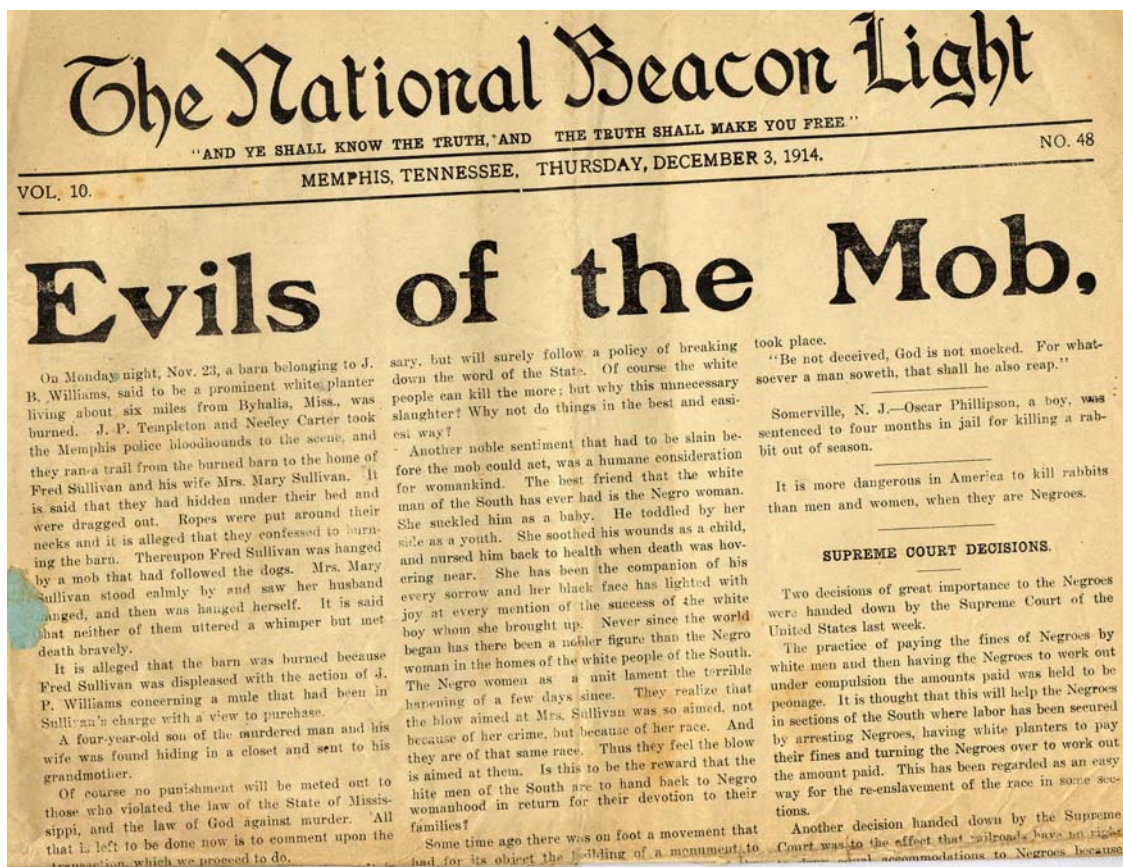 The National Beacon Light
"AND YE SHALL KNOW THE TRUTH, AND THE TRUTH SHALL MAKE YOU FREE."
VOL. 10.
MEMPHIS, TENNESSEE, THURSDAY, DECEMBER 3, 1914.
NO. 48
Evils of the Mob,
On Monday night, Nov. 23, a barn belonging to J.
B. Williams, said to be a prominent white planter
living about six miles from Byhalia, Miss., was
burned. J. P. Templeton and Neeley Carter took
the Memphis police bloodhounds to the scene, and
they ran a trail from the burned barn to the home of
Fred Sullivan and his wife Mrs. Mary Sullivan. It
is said that they had hidden under their bed and
were dragged out. Ropes were put around their
necks and it is alleged that they confessed to burn-
ing the barn. Thereupon Fred Sullivan was hanged
by a mob that had followed the dogs. Mrs. Mary
Sullivan stood calmly by and saw her husband
hanged, and then was hanged herself. It is said
that neither of them uttered a whimper but met
death bravely.
It is alleged that the barn was burned because
Fred Sullivan was displeased with the action of J.
P. Williams concerning a mule that had been in
Sullivan's charge with a view to purchase.
A four-year-old son of the murdered man and his
wife was found hiding in a closet and sent to his
grandmother.
Of course no punishment will be meted out to
those who violated the law of the State of Missis-
sippi, and the law of God against murder. All
that is left to be done now is to comment upon the
transaction, which we proceed to do.
sary, but will surely follow a policy of breaking
down the word of the State. Of course the white
people can kill the more; but why this unnecessary
slaughter? Why not do things in the best and easi-
est way?
Another noble sentiment that had to be slain be-
fore the mob could act, was a humane consideration
for womankind. The best friend that the white
man of the South has ever had is the Negro woman.
She suckled him as a baby. He toddled by her
side as a youth. She soothed his wounds as a child,
and nursed him back to health when death was hov-
ering near. She has been the companion of his
every sorrow and her black face has lighted with
joy at every mention of the success of the white
boy whom she brought up. Never since the world
began has there been a nobler figure than the Negro
woman in the homes of the white people of the South.
The Negro women as a unit lament the terrible
hapening of a few days since. They realize that
the blow aimed at Mrs. Sullivan was so aimed, not
because of her crime, but because of her race. And
they are of that same race. Thus they feel the blow
is aimed at them. Is this to be the reward that the
hite men of the South are to hand back to Negro
womanhood in return for their devotion to their
families?
Some time ago there was on foot a movement that
had for its object the building of a monument to
took place.
"Be not deceived, God is not mocked. For what-
soever a man soweth, that shall he also reap."
Somerville, N. J.—Oscar Phillipson, a boy, was
sentenced to four months in jail for killing a rab-
bit out of season.
It is more dangerous in America to kill rabbits
than men and women, when they are Negroes.
SUPREME COURT DECISIONS.
Two decisions of great importance to the Negroes
were handed down by the Supreme Court of the
United States last week.
The practice of paying the fines of Negroes by
white men and then having the Negroes to work out
under compulsion the amounts paid was held to be
peonage. It is thought that this will help the Negroes
in sections of the South where labor has been secured
by arresting Negroes, having white planters to pay
their fines and turning the Negroes over to work out
the amount paid. This has been regarded as an easy
way for the re-enslavement of the race in some sec-
tions.
Another decision handed down by the Supreme
Court was to the effect that railroads have no right
equal accommodations to Negroes because